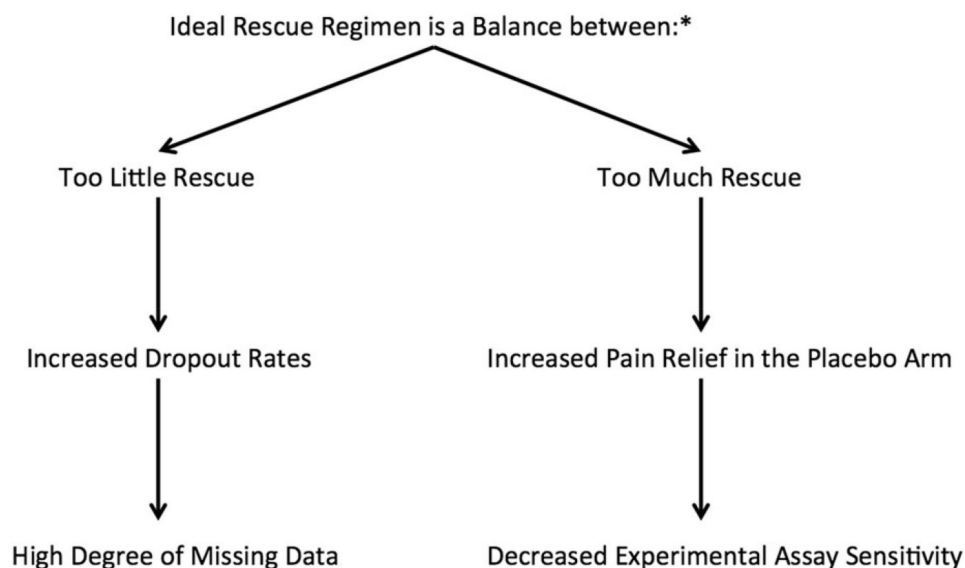 Ideal Rescue Regimen is a Balance between:*
Too Little Rescue
Too Much Rescue
Increased Dropout Rates
Increased Pain Relief in the Placebo Arm
High Degree of Missing Data
Decreased Experimental Assay Sensitivity